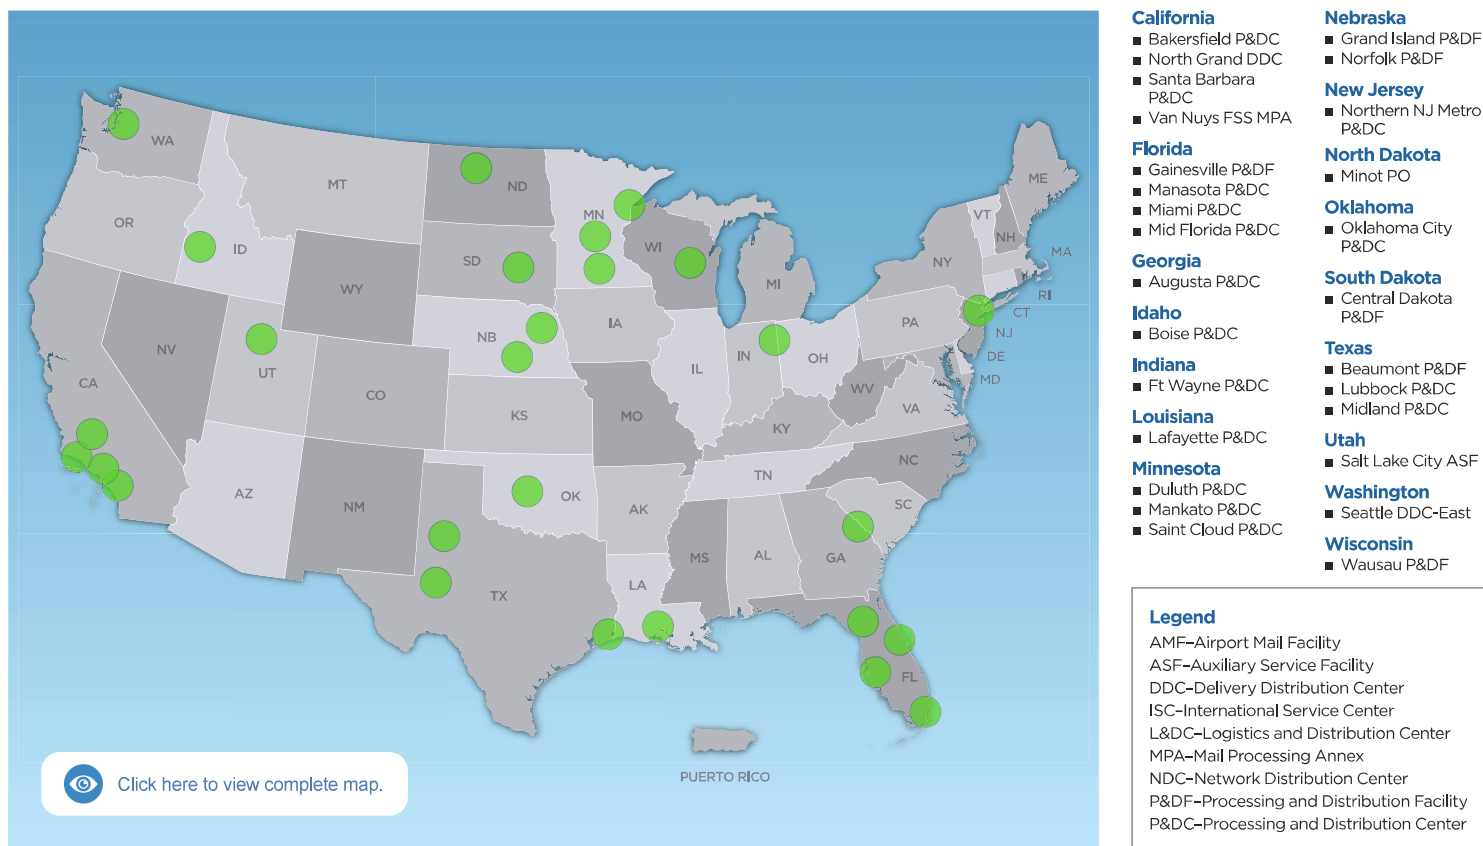 WA
MT
ND
ME
OR
ID
MN
VT
NH
MA
SD
WI
NY
WY
MI
RI
CT
NV
NB
IA
PA
NJ
IL
IN
OH
DE
UT
MD
CA
CO
WV
KS
MO
VA
KY
NC
AZ
NM
OK
TN
AK
SC
MS
AL
GA
TX
LA
FL
PUERTO RICO
Click here to view complete map.
California
■ Bakersfield P&DC
■ North Grand DDC
■ Santa Barbara
P&DC
■ Van Nuys FSS MPA
Florida
■ Gainesville P&DF
■ Manasota P&DC
■ Miami P&DC
■ Mid Florida P&DC
Georgia
■ Augusta P&DC
Idaho
■ Boise P&DC
Indiana
■ Ft Wayne P&DC
Louisiana
■ Lafayette P&DC
Minnesota
■ Duluth P&DC
■ Mankato P&DC
■ Saint Cloud P&DC
Nebraska
■ Grand Island P&DF
■ Norfolk P&DF
New Jersey
■ Northern NJ Metro
P&DC
North Dakota
■ Minot PO
Oklahoma
■ Oklahoma City
P&DC
South Dakota
■ Central Dakota
P&DF
Texas
■ Beaumont P&DF
■ Lubbock P&DC
■ Midland P&DC
Utah
■ Salt Lake City ASF
Washington
■ Seattle DDC-East
Wisconsin
■ Wausau P&DF
Legend
AMF–Airport Mail Facility
ASF–Auxiliary Service Facility
DDC–Delivery Distribution Center
ISC–International Service Center
L&DC–Logistics and Distribution Center
MPA–Mail Processing Annex
NDC–Network Distribution Center
P&DF–Processing and Distribution Facility
P&DC–Processing and Distribution Center